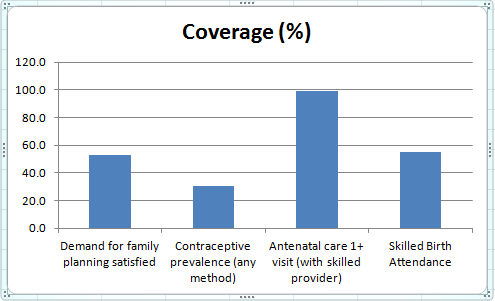 Coverage (%)
120.0
100.0
80.0
60.0
40.0
20.0
0.0
Demand for family
planning satisfied
Contraceptive
prevalence (any
method)
Antenatal care 1+
visit (with skilled
provider)
Skilled Birth
Attendance